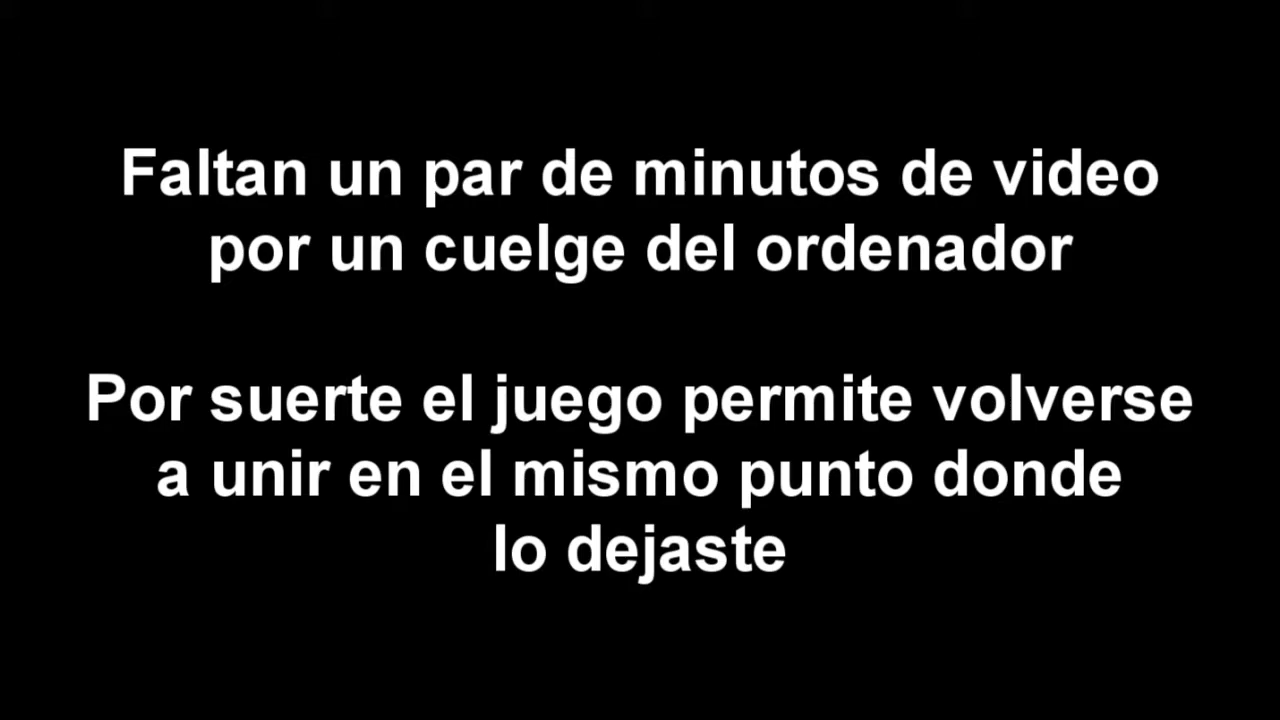 Faltan un par de minutos de video
por un cuelge del ordenador
Por suerte el juego permite volverse
a unir en el mismo punto donde
lo dejaste